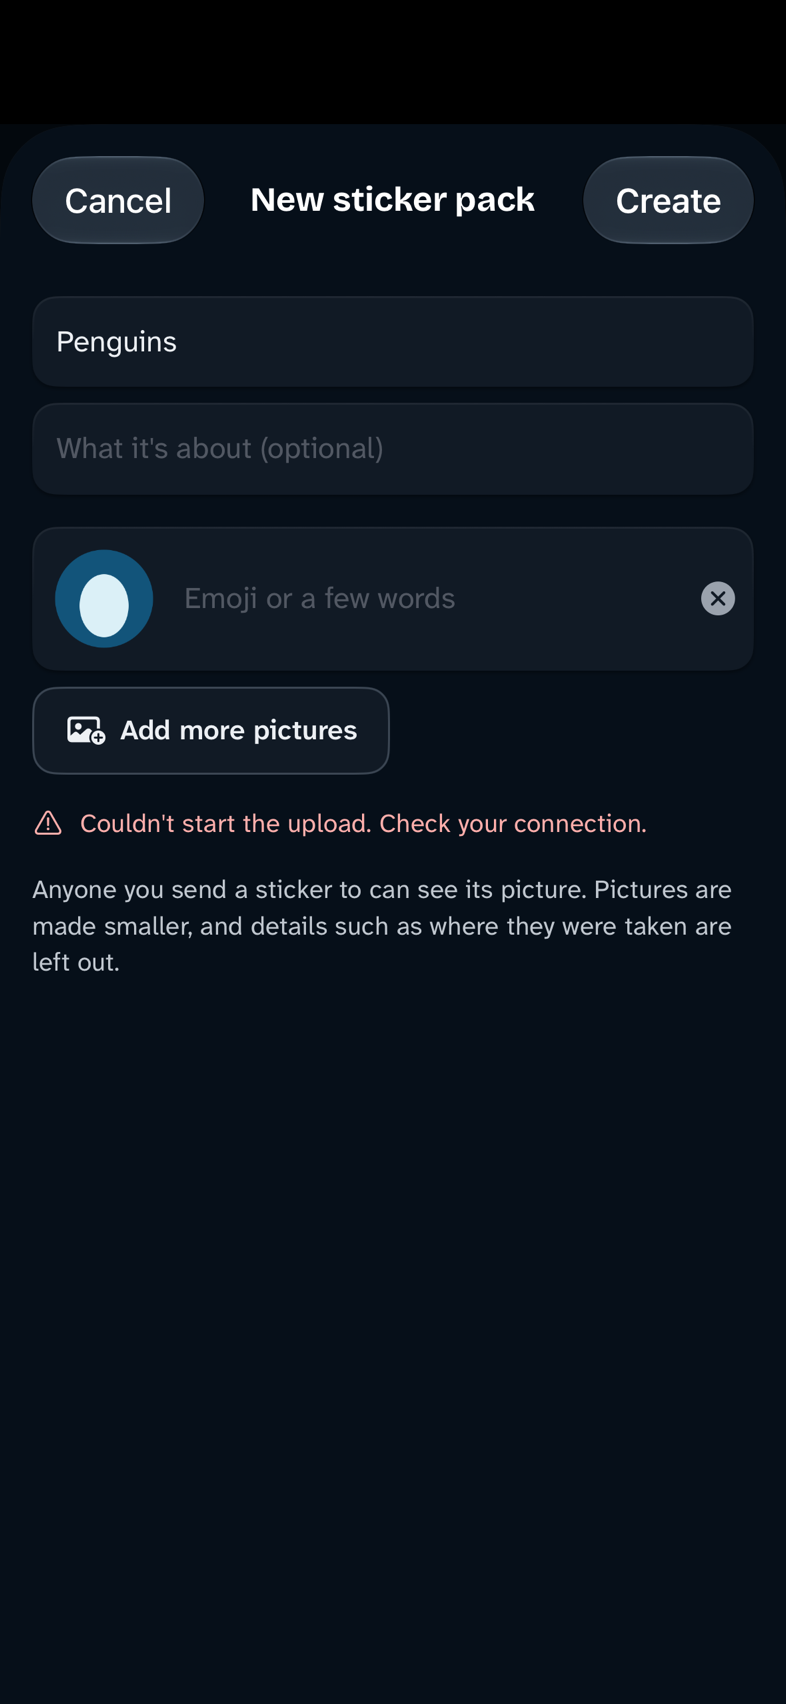 Cancel
New sticker pack
Create
Penguins
What it's about (optional)
Emoji or a few words
Add more pictures
Couldn't start the upload. Check your connection.
Anyone you send a sticker to can see its picture. Pictures are
made smaller, and details such as where they were taken are
left out.